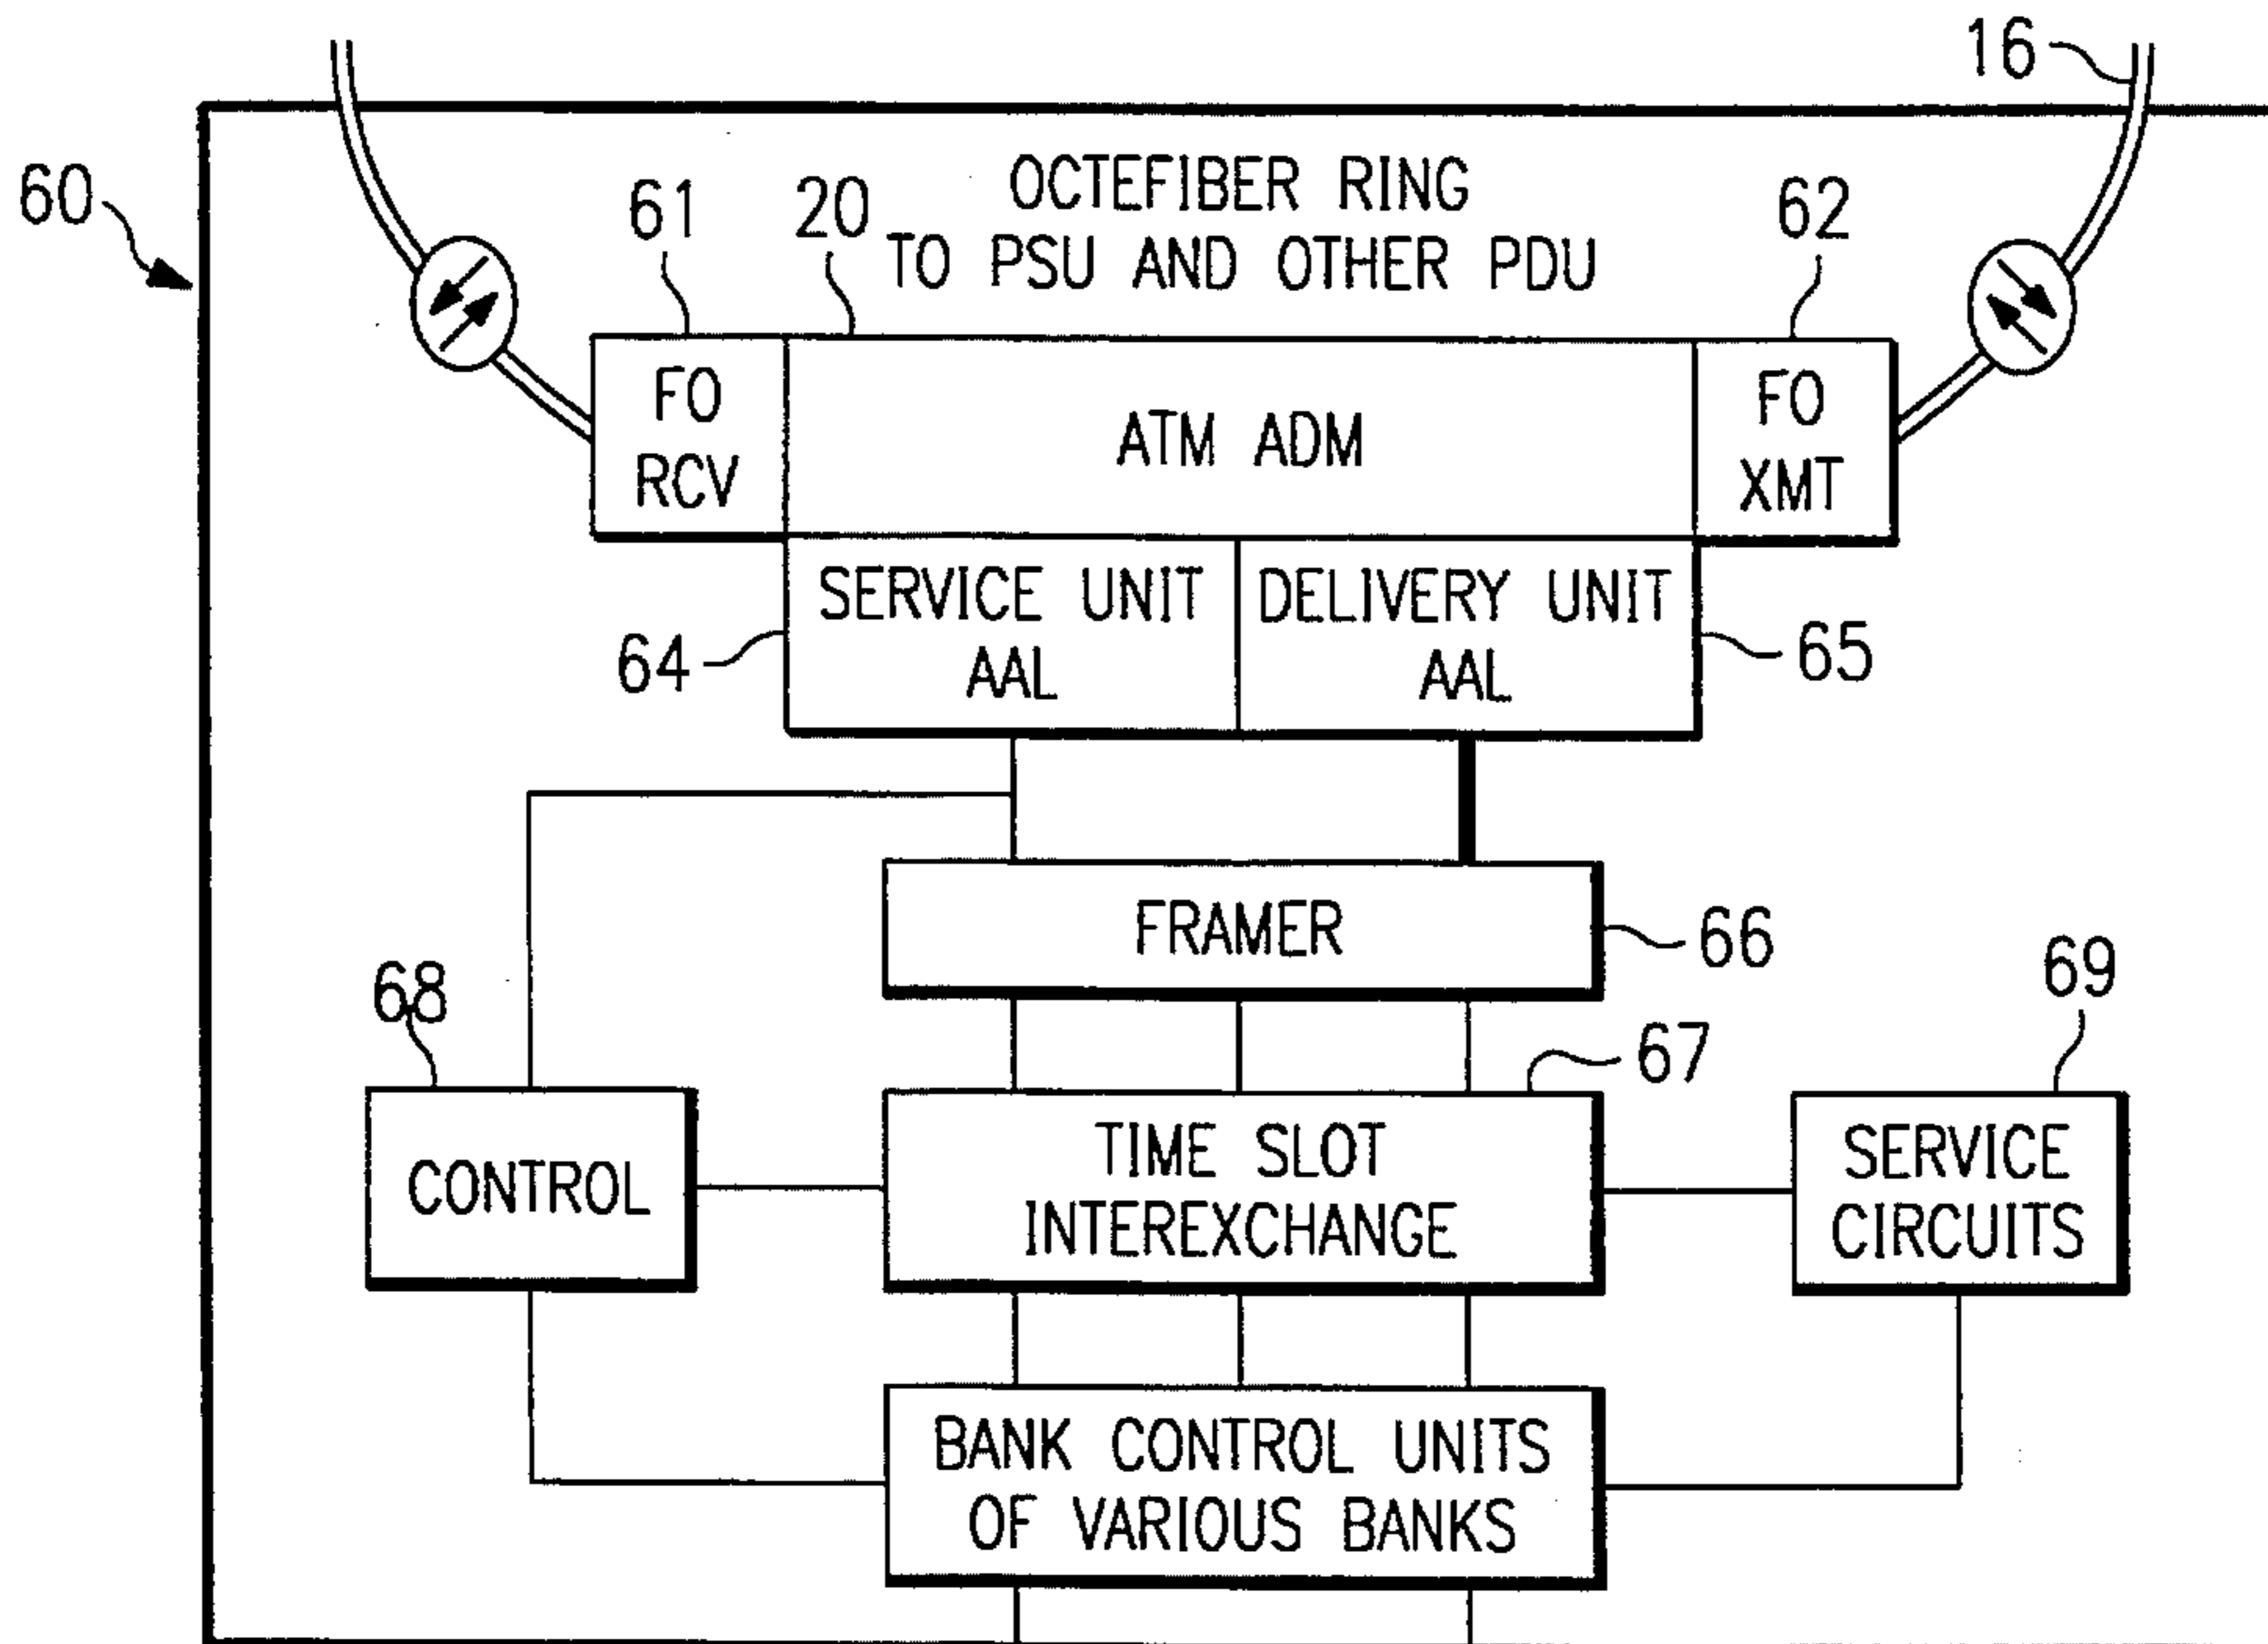 16
OCTEFIBER RING
TO PSU AND OTHER PDU
60
61
20
62
FO
RCV
ATM ADM
FO
XMT
SERVICE UNIT
AAL
DELIVERY UNIT
AAL
64
65
FRAMER
66
68
67
69
CONTROL
TIME SLOT
INTEREXCHANGE
SERVICE
CIRCUITS
BANK CONTROL UNITS
OF VARIOUS BANKS